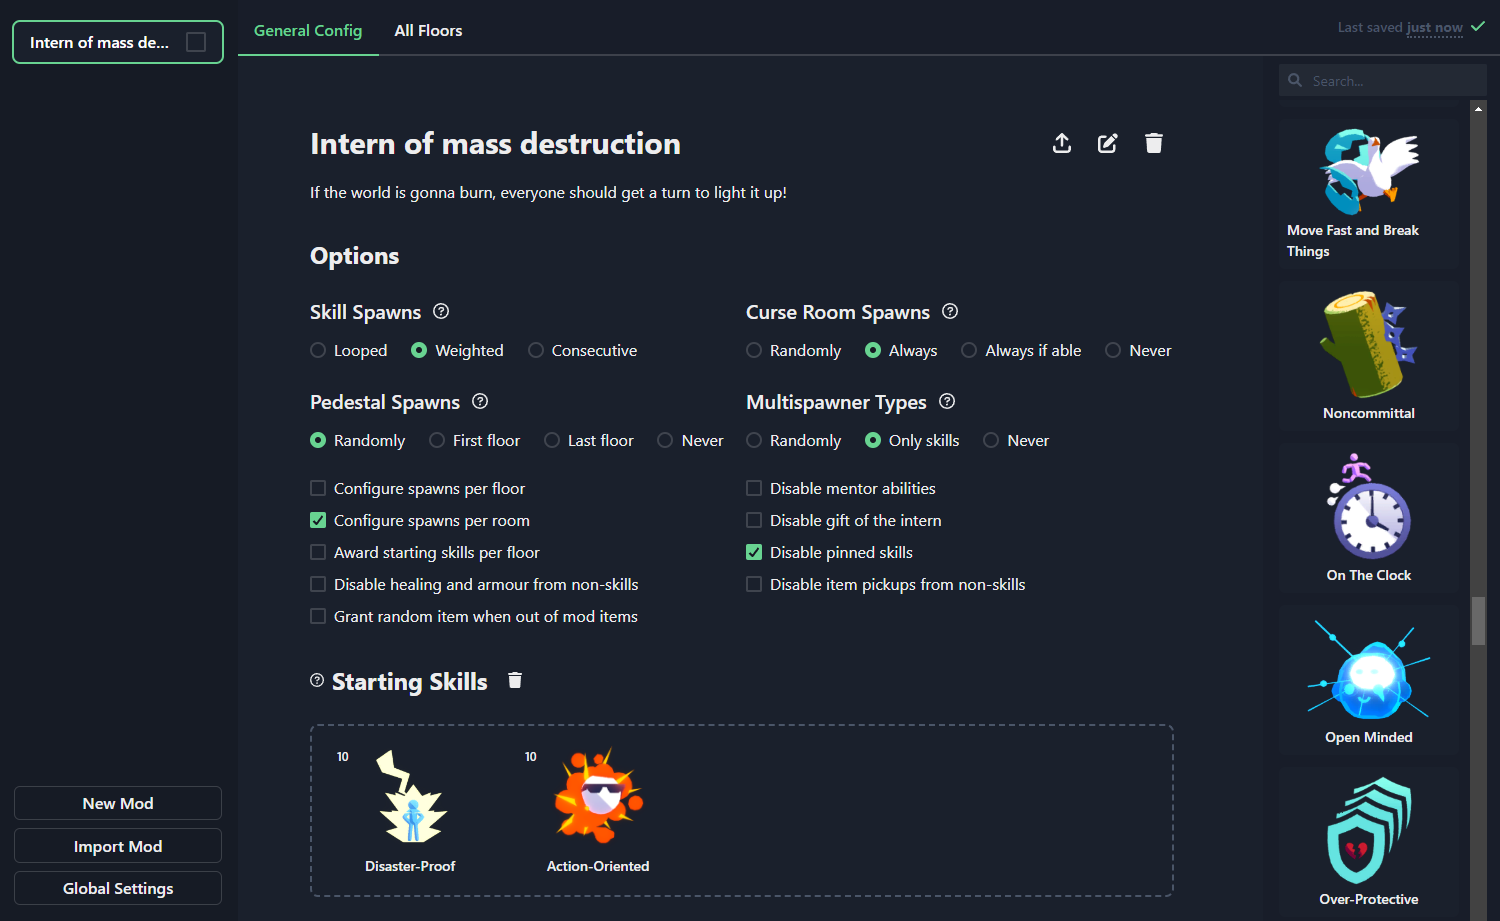 Intern of mass de...
General Config
All Floors
Last saved just now
Search...
Intern of mass destruction
If the world is gonna burn, everyone should get a turn to light it up!
Options
Skill Spawns
Looped
Weighted
Consecutive
Curse Room Spawns
Randomly
Always
Always if able
Never
Pedestal Spawns
Randomly
First floor
Last floor
Never
Multispawner Types
Randomly
Only skills
Never
Configure spawns per floor
Configure spawns per room
Award starting skills per floor
Disable healing and armour from non-skills
Grant random item when out of mod items
Disable mentor abilities
Disable gift of the intern
Disable pinned skills
Disable item pickups from non-skills
Starting Skills
10
Disaster-Proof
10
Action-Oriented
Move Fast and Break
Things
Noncommittal
On The Clock
Open Minded
Over-Protective
New Mod
Import Mod
Global Settings